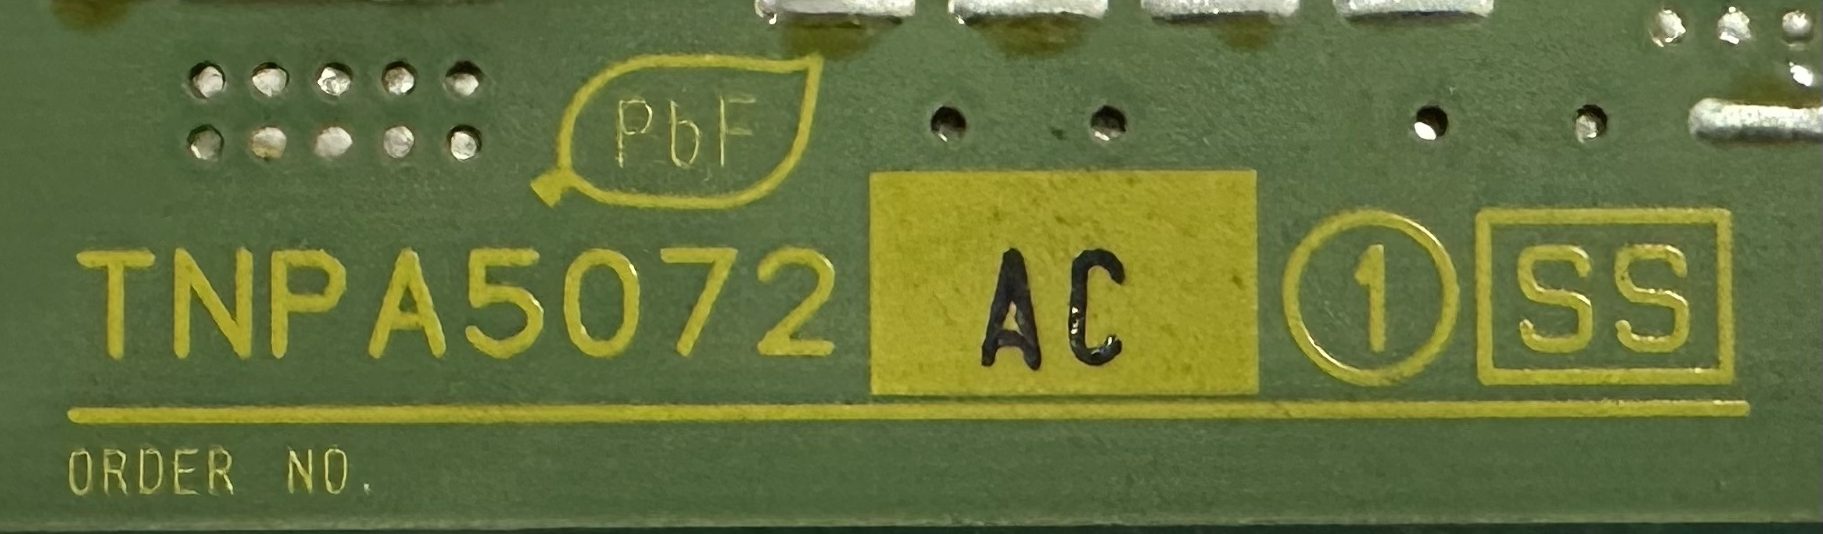 PbF
TNPA5072 AC 1 SS
ORDER NO.